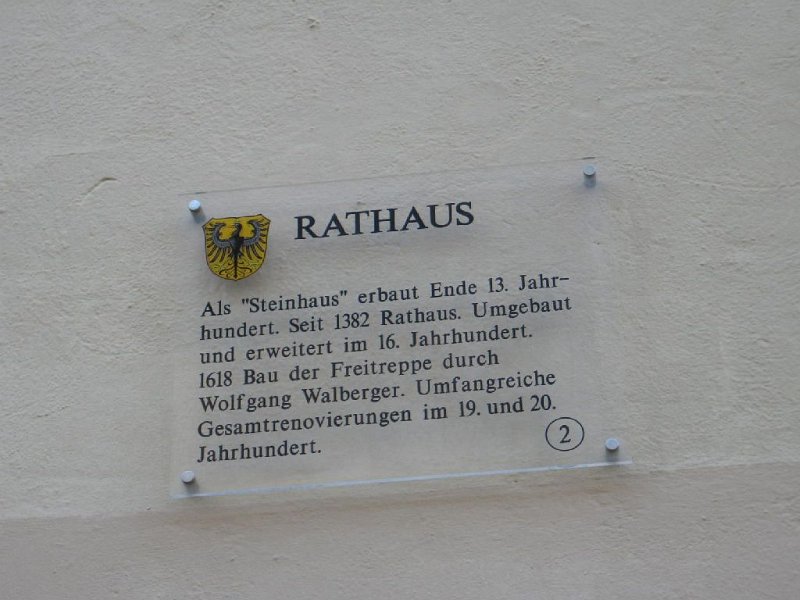 RATHAUS
Als "Steinhaus" erbaut Ende 13. Jahr-
hundert. Seit 1382 Rathaus. Umgebaut
und erweitert im 16. Jahrhundert.
1618 Bau der Freitreppe durch
Wolfgang Walberger. Umfangreiche
Gesamtrenovierungen im 19. und 20.
Jahrhundert.
2